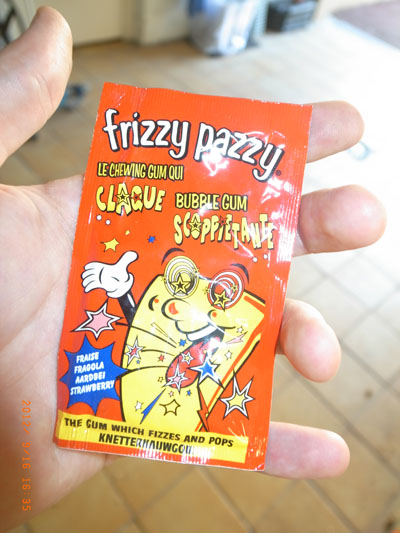 frizzy pazzy®
LE CHEWING GUM QUI
CLAQUE
BUBBLE GUM
SCOPPIETTANTE
FRAISE
FRAGOLA
AARDBEI
STRAWBERRY
THE GUM WHICH FIZZES AND POPS
KNETTERKAUWGOM